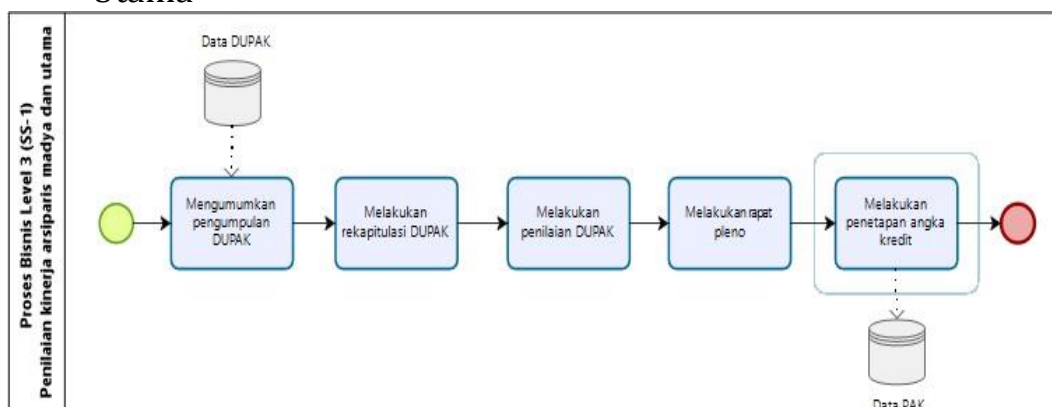 Utama
Proses Bisnis Level 3 (SS-1)
Penilaian kinerja arsiparis madya dan utama
Data DUPAK
Mengumumkan
pengumpulan
DUPAK
Melakukan
rekapitulasi DUPAK
Melakukan
penilaian DUPAK
Melakukan rapat
pleno
Melakukan
penetapan angka
kredit
Data PAK